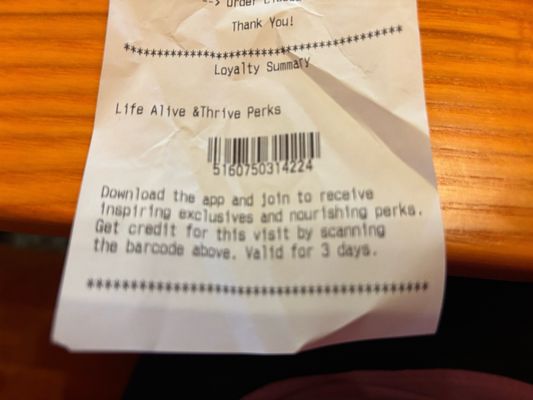 Thank You!
***********************************
Loyalty Summary
Life Alive &Thrive Perks
5160750314224
Download the app and join to receive
inspiring exclusives and nourishing perks.
Get credit for this visit by scanning
the barcode above. Valid for 3 days.
******************************************